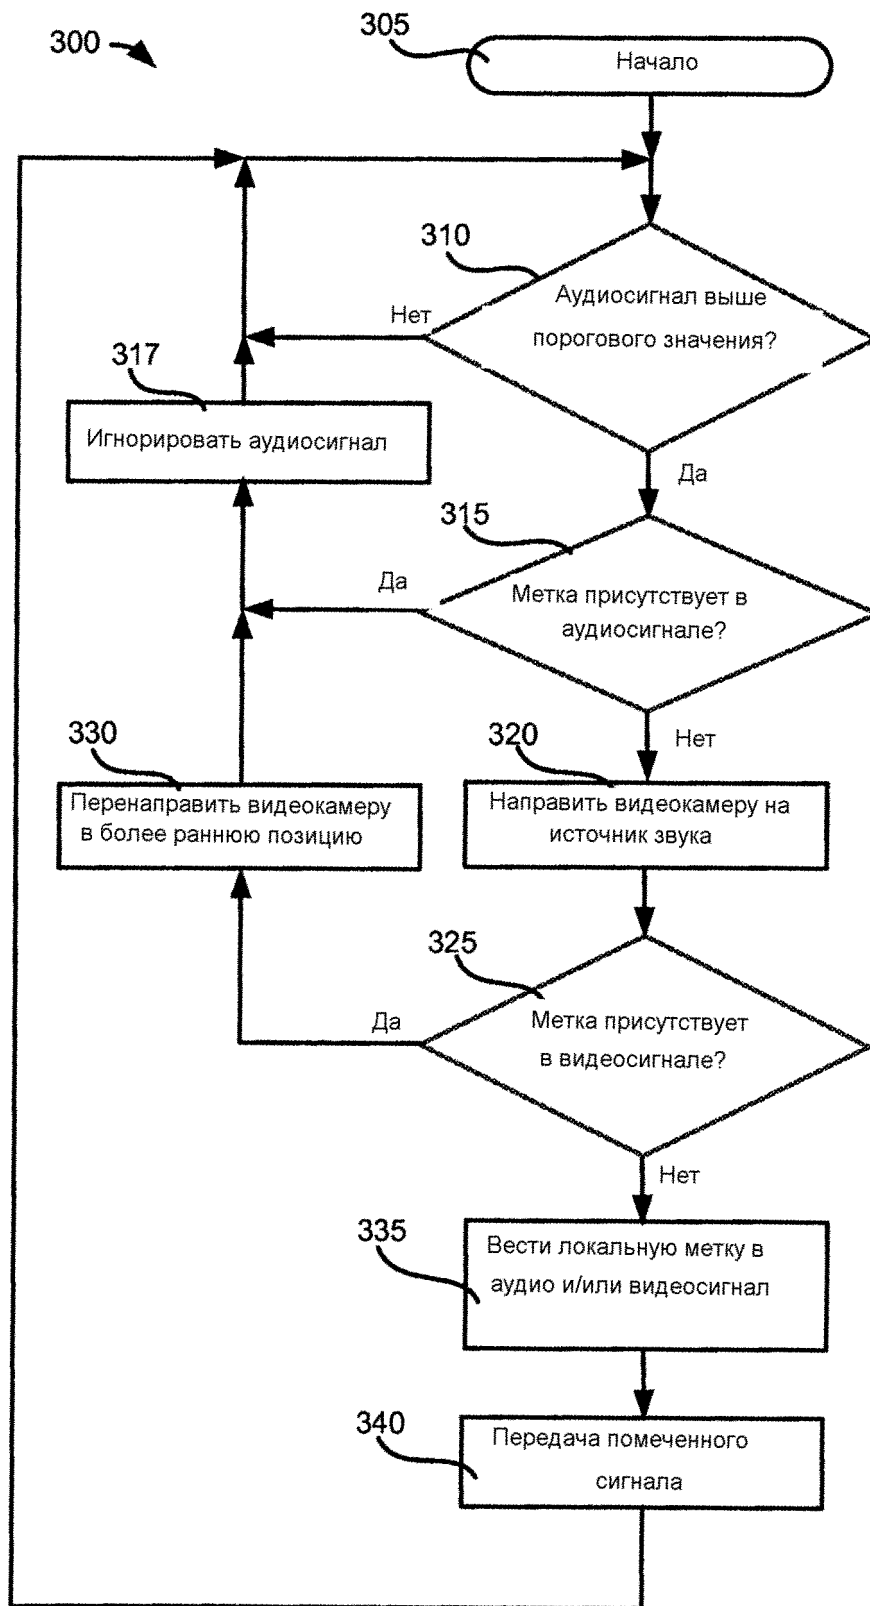 300
305
Начало
310
Аудиосигнал выше
порогового значения?
Нет
317
Игнорировать аудиосигнал
Да
315
Метка присутствует в
аудиосигнале?
Да
Нет
330
Перенаправить видеокамеру
в более раннюю позицию
320
Направить видеокамеру на
источник звука
325
Метка присутствует
в видеосигнале?
Да
Нет
335
Вести локальную метку в
аудио и/или видеосигнал
340
Передача помеченного
сигнала